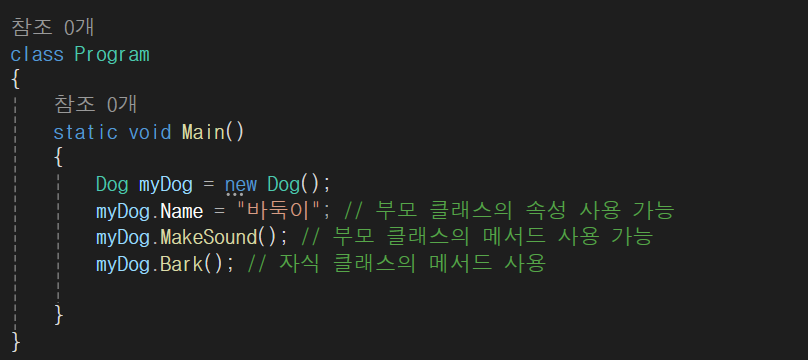 참조 0개
class Program
{
참조 0개
static void Main()
{
Dog myDog = new Dog();
myDog.Name = "바둑이"; // 부모 클래스의 속성 사용 가능
myDog.MakeSound(); // 부모 클래스의 메서드 사용 가능
myDog.Bark(); // 자식 클래스의 메서드 사용
}
}